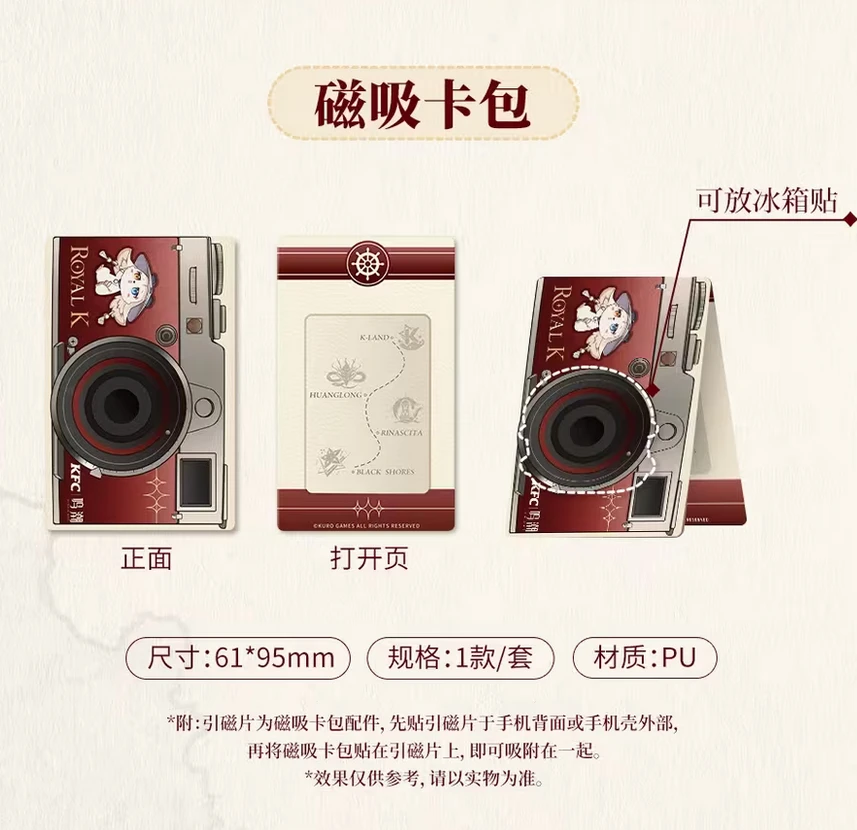 磁吸卡包
可放冰箱贴
ROYAL K
KFC 鸣潮
K-LAND
HUANGLONG
RINASCITA
BLACK SHORES
©KURO GAMES ALL RIGHTS RESERVED
ROYAL K
KFC 鸣潮
RESERVED
正面
打开页
尺寸:61*95mm
规格:1款/套
材质:PU
*附:引磁片为磁吸卡包配件, 先贴引磁片于手机背面或手机壳外部,
再将磁吸卡包贴在引磁片上, 即可吸附在一起。
*效果仅供参考, 请以实物为准。